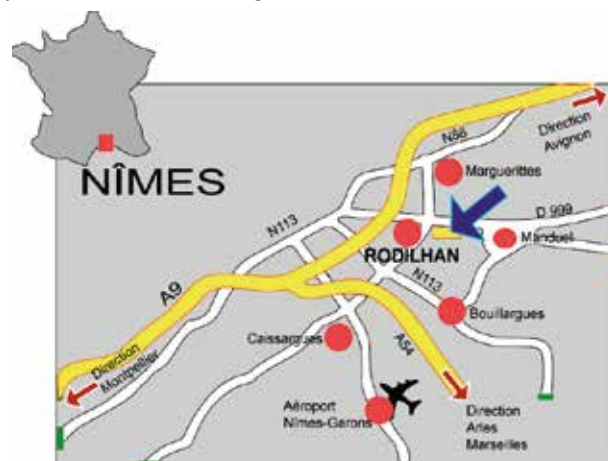 NÎMES
Direction
Avignon
N86
Marguerittes
D 999
N113
RODILHAN
Manduel
N113
A9
Bouillargues
Caissargues
A54
Direction
Montpellier
Aéroport
Nîmes-Garons
Direction
Arles
Marseilles